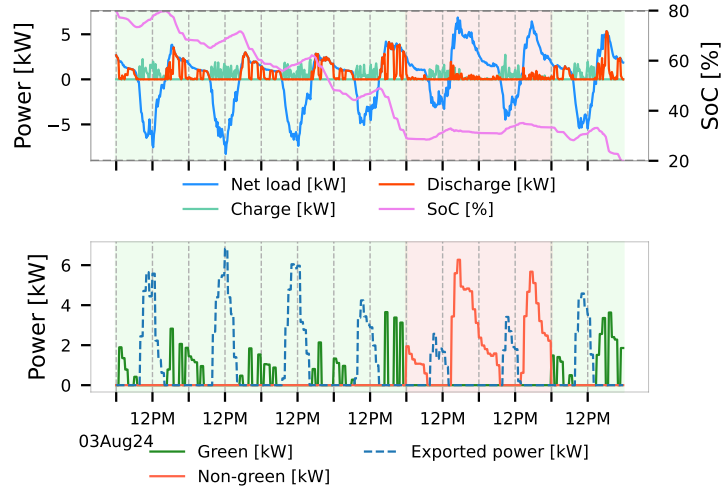 Power [kW]
5
0
−5
80
60
40
20
SoC [%]
Net load [kW]
Discharge [kW]
Charge [kW]
SoC [%]
Power [kW]
6
4
2
0
12PM 12PM 12PM 12PM 12PM 12PM 12PM
03Aug24
Green [kW]
Exported power [kW]
Non-green [kW]